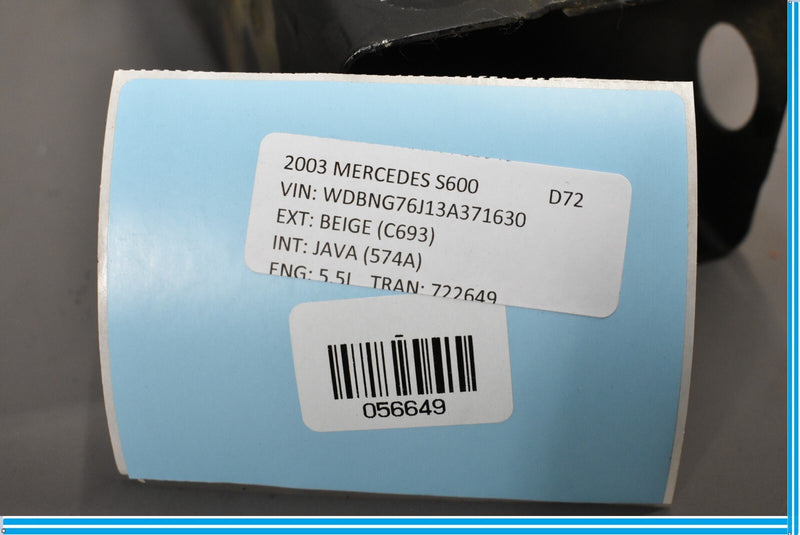 2003 MERCEDES S600 D72
VIN: WDBNG76J13A371630
EXT: BEIGE (C693)
INT: JAVA (574A)
ENG: 5.5L TRAN: 722649
056649